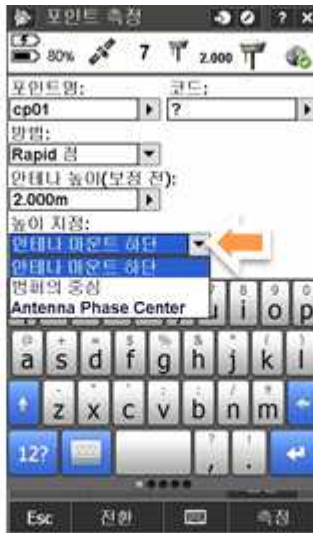 포인트 측정
? x
80% 7 2.000
포인트명: 코드:
cp01 ?
방법:
Rapid 점
안테나 높이(보정 전):
2.000m
높이 지정:
안테나 마운트 하단
안테나 마운트 하단
범퍼의 중심
Antenna Phase Center
u i o p
a s d f g h j k l
z x c v b n m
12? , .
Esc 전환 측정